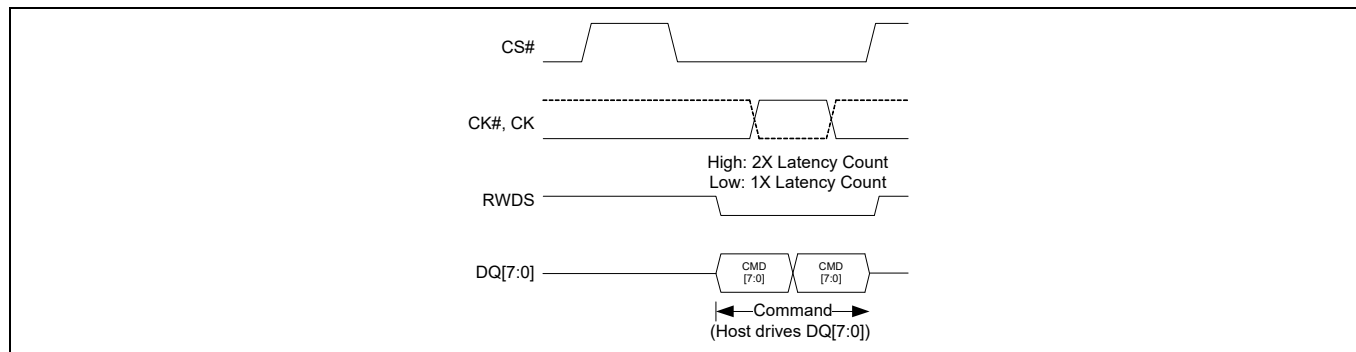 CS#
CK#, CK
High: 2X Latency Count
Low: 1X Latency Count
RWDS
DQ[7:0]
CMD
[7:0]
CMD
[7:0]
Command
(Host drives DQ[7:0])